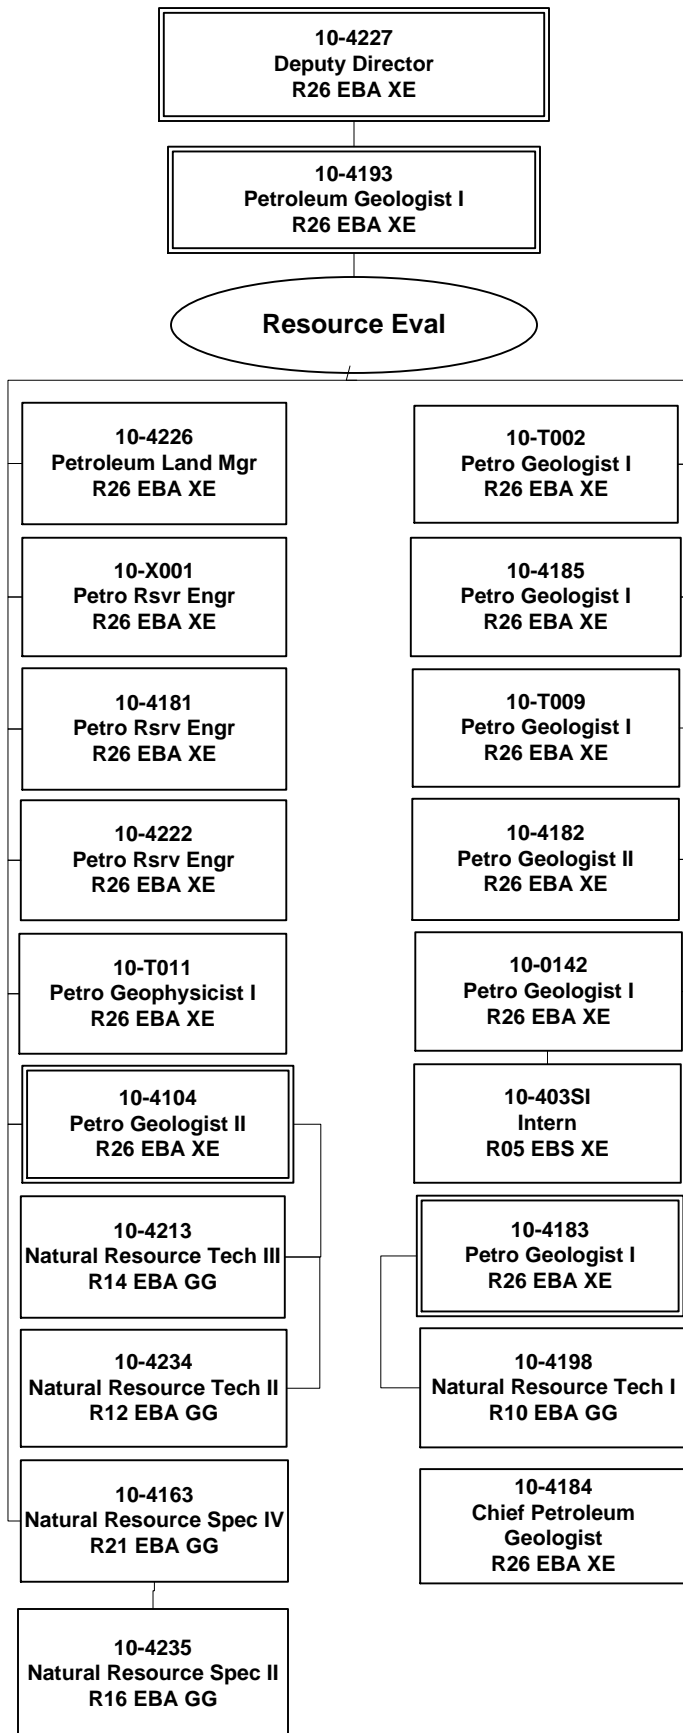 10-4227
Deputy Director
R26 EBA XE
10-4193
Petroleum Geologist I
R26 EBA XE
Resource Eval
10-4226
Petroleum Land Mgr
R26 EBA XE
10-X001
Petro Rsvr Engr
R26 EBA XE
10-4181
Petro Rsrv Engr
R26 EBA XE
10-4222
Petro Rsrv Engr
R26 EBA XE
10-T011
Petro Geophysicist I
R26 EBA XE
10-4104
Petro Geologist II
R26 EBA XE
10-4213
Natural Resource Tech III
R14 EBA GG
10-4234
Natural Resource Tech II
R12 EBA GG
10-4163
Natural Resource Spec IV
R21 EBA GG
10-4235
Natural Resource Spec II
R16 EBA GG
10-T002
Petro Geologist I
R26 EBA XE
10-4185
Petro Geologist I
R26 EBA XE
10-T009
Petro Geologist I
R26 EBA XE
10-4182
Petro Geologist II
R26 EBA XE
10-0142
Petro Geologist I
R26 EBA XE
10-403SI
Intern
R05 EBS XE
10-4183
Petro Geologist I
R26 EBA XE
10-4198
Natural Resource Tech I
R10 EBA GG
10-4184
Chief Petroleum
Geologist
R26 EBA XE